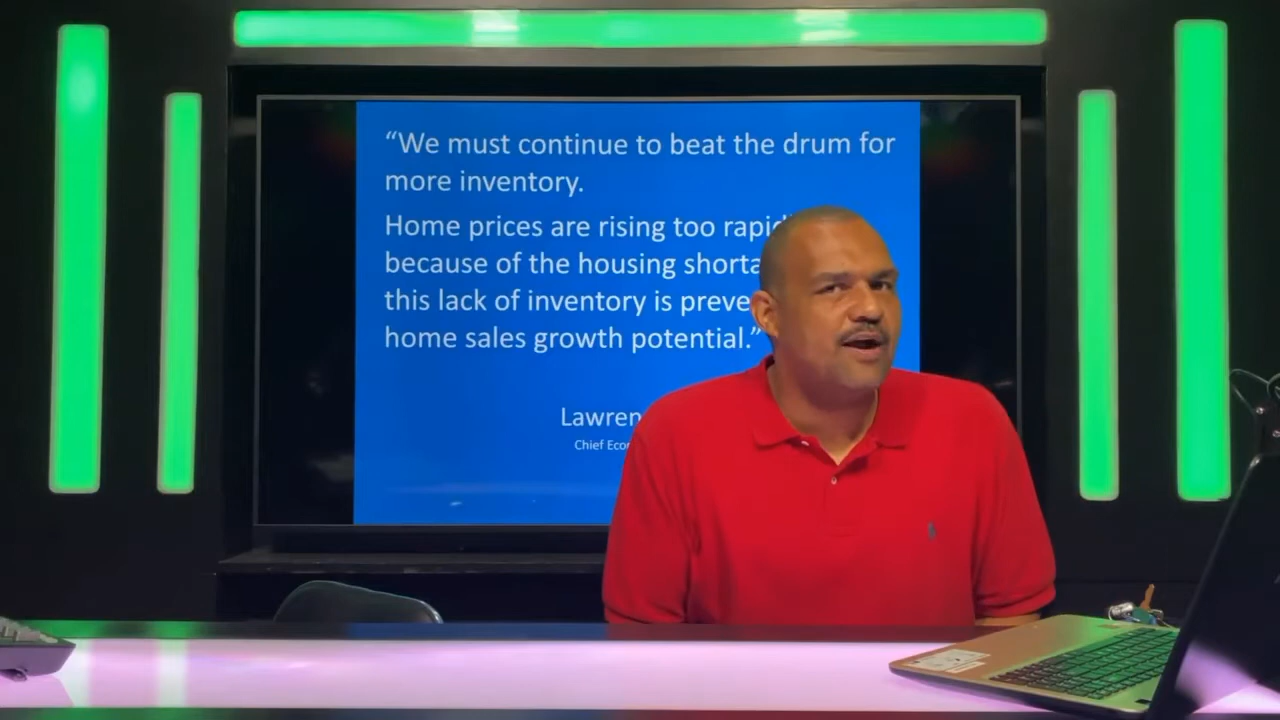 “We must continue to beat the drum for
more inventory.
Home prices are rising too
because of the housing
this lack of inventory is
home sales growth potential.”
Chief